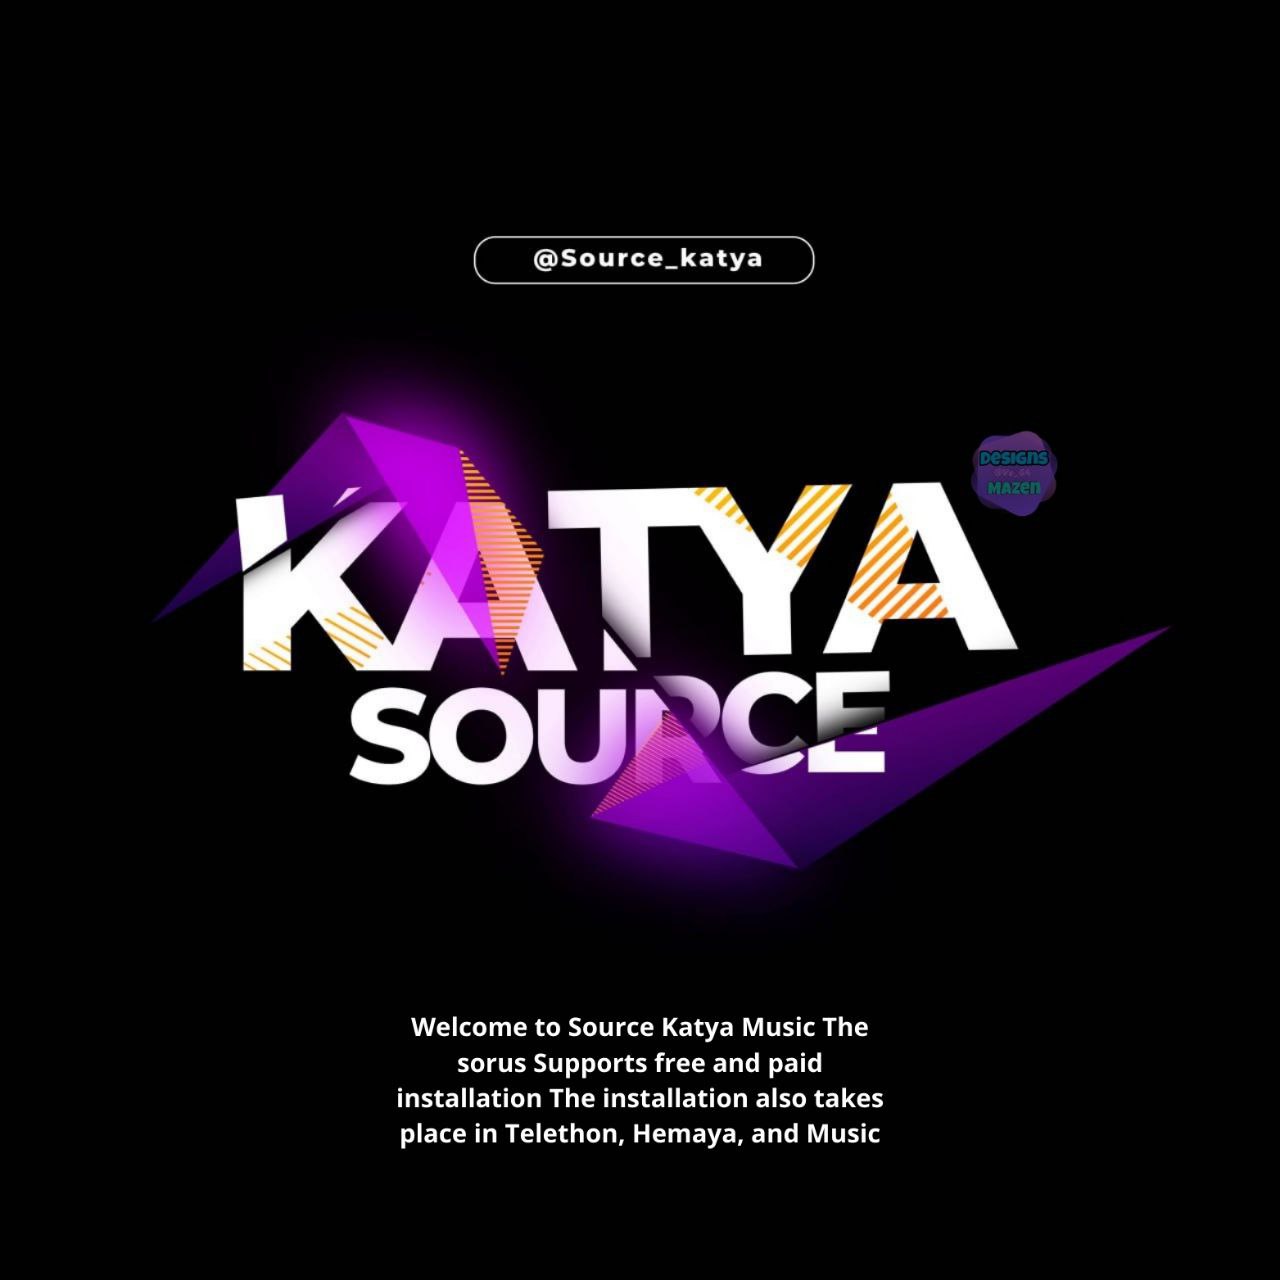 @Source_katya
KATYA
Designs
Mazen
SOURCE
Welcome to Source Katya Music The
sorus Supports free and paid
installation The installation also takes
place in Telethon, Hemaya, and Music